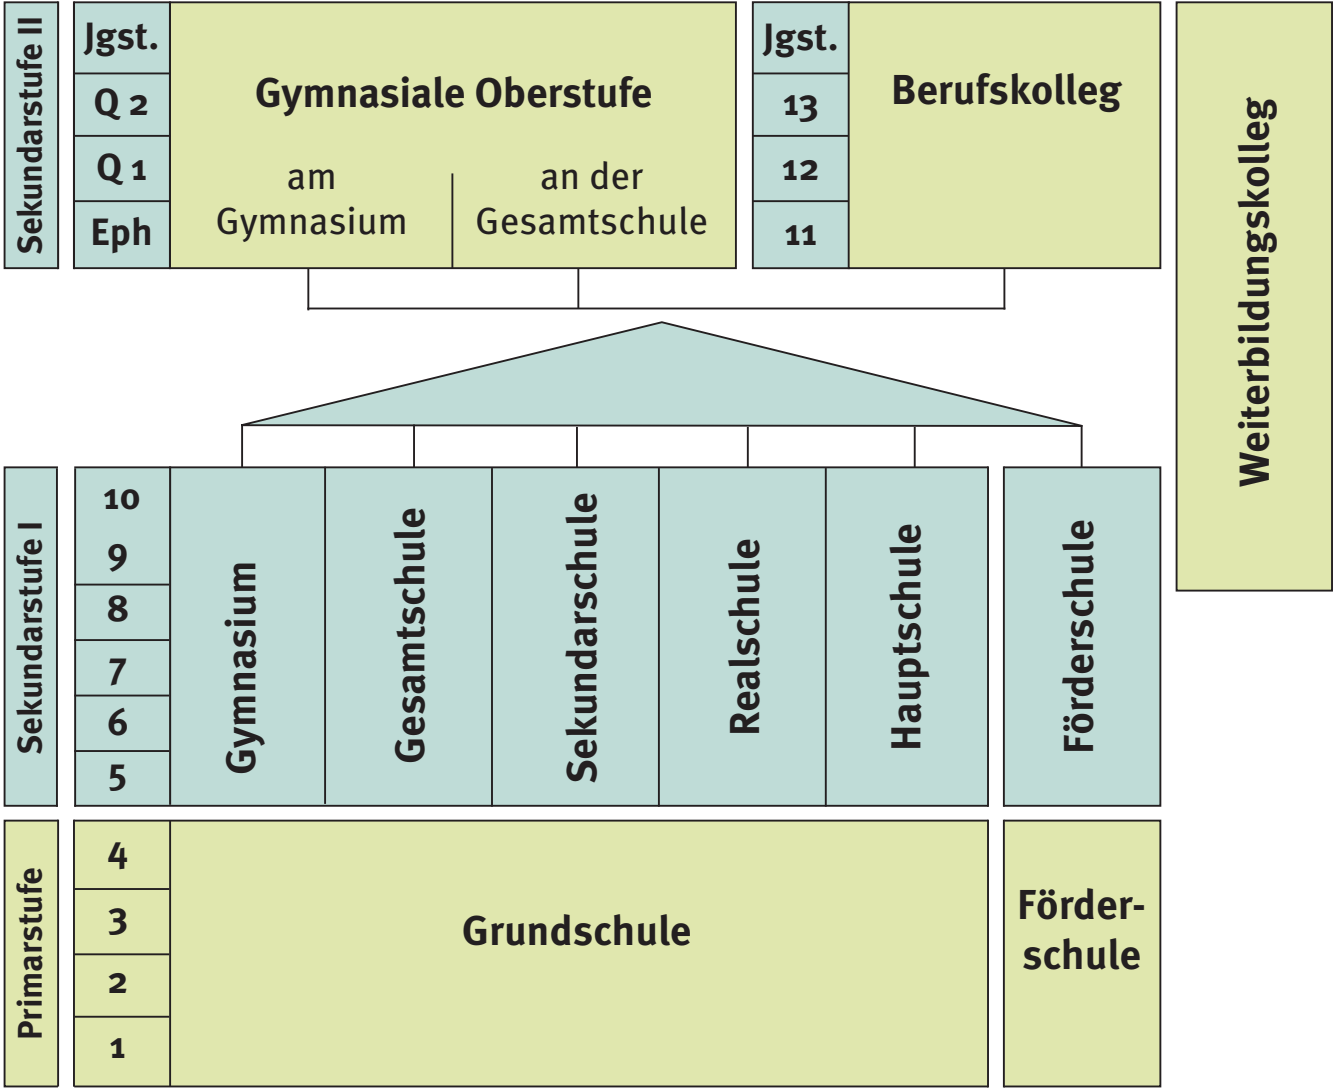 Sekundarstufe II
Jgst.
Q 2
Q 1
Eph
Gymnasiale Oberstufe
am
Gymnasium
an der
Gesamtschule
Jgst.
13
12
11
Berufskolleg
Weiterbildungskolleg
Sekundarstufe I
10
9
8
7
6
5
Gymnasium
Gesamtschule
Sekundarschule
Realschule
Hauptschule
Förderschule
Primarstufe
4
3
2
1
Grundschule
Förder-
schule